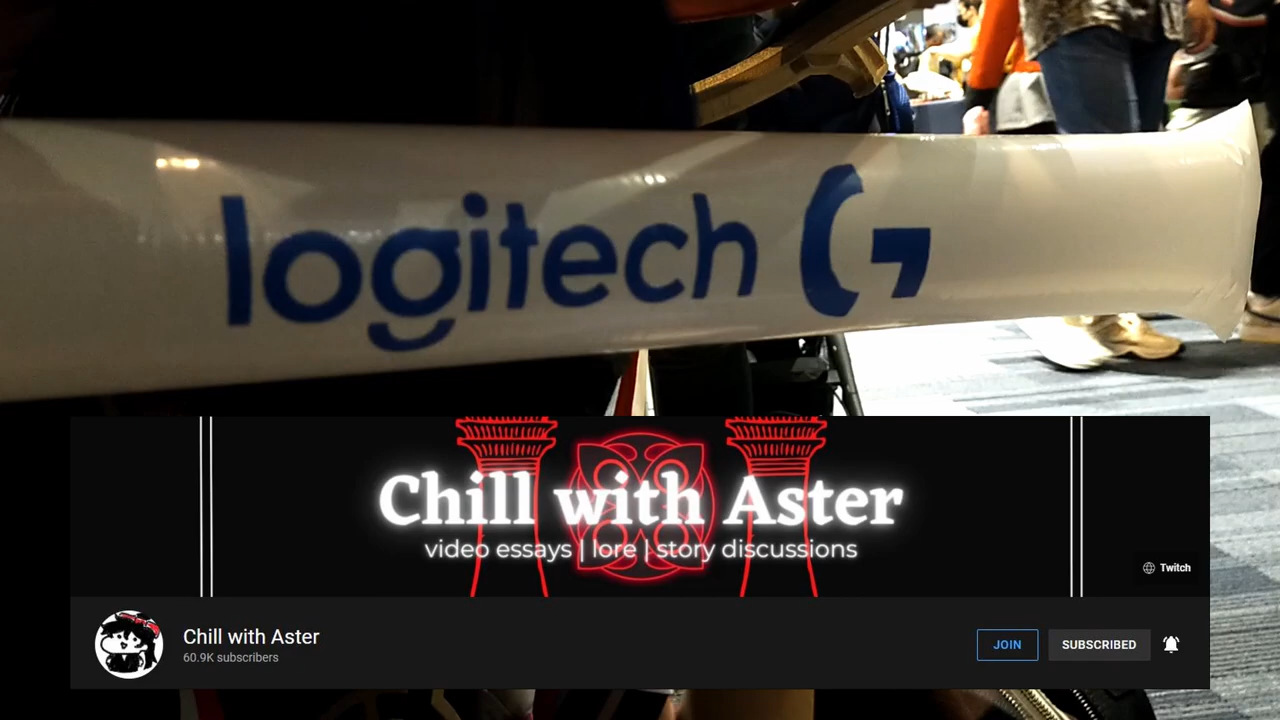 logitech G
Chill with Aster
video essays | lore | story discussions
Twitch
Chill with Aster
60.9K subscribers
JOIN
SUBSCRIBED